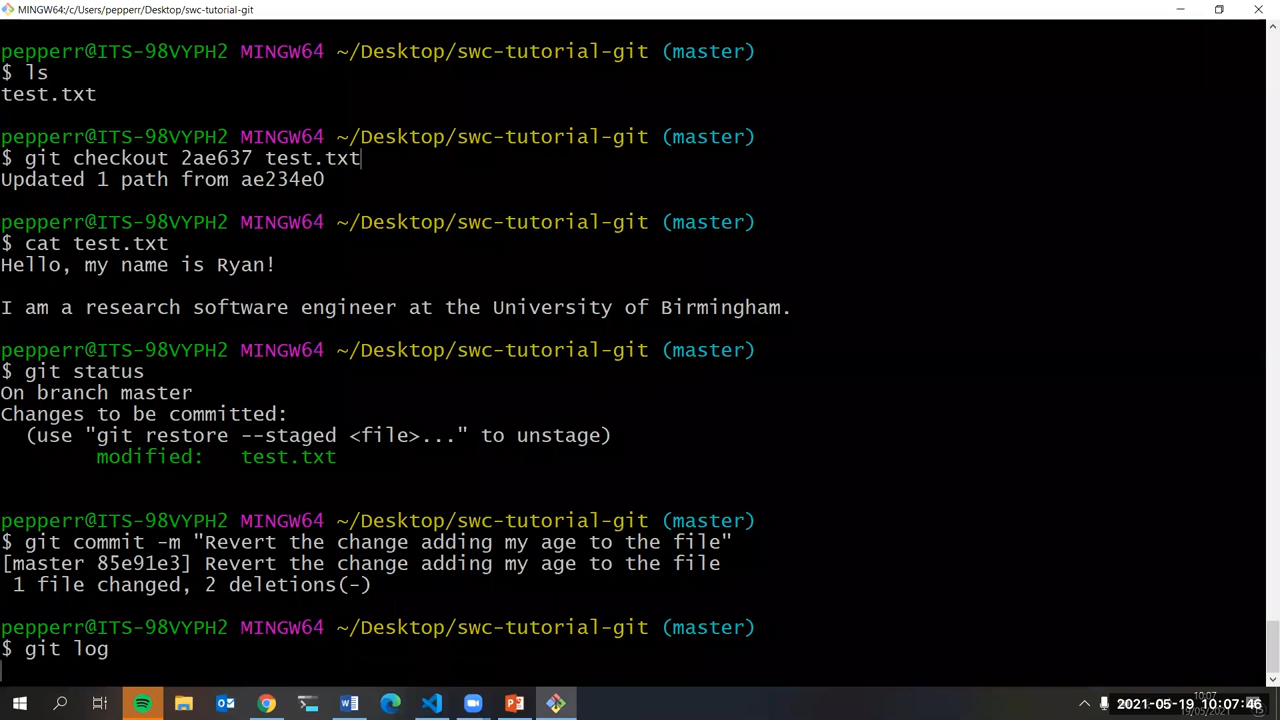 MINGW64:/c/Users/pepperr/Desktop/swc-tutorial-git
pepperr@ITS-98VYPH2 MINGW64 ~/Desktop/swc-tutorial-git (master)
$ ls
test.txt
pepperr@ITS-98VYPH2 MINGW64 ~/Desktop/swc-tutorial-git (master)
$ git checkout 2ae637 test.txt
Updated 1 path from ae234e0
pepperr@ITS-98VYPH2 MINGW64 ~/Desktop/swc-tutorial-git (master)
$ cat test.txt
Hello, my name is Ryan!
I am a research software engineer at the University of Birmingham.
pepperr@ITS-98VYPH2 MINGW64 ~/Desktop/swc-tutorial-git (master)
$ git status
On branch master
Changes to be committed:
(use "git restore --staged <file>..." to unstage)
modified: test.txt
pepperr@ITS-98VYPH2 MINGW64 ~/Desktop/swc-tutorial-git (master)
$ git commit -m "Revert the change adding my age to the file"
[master 85e91e3] Revert the change adding my age to the file
1 file changed, 2 deletions(-)
pepperr@ITS-98VYPH2 MINGW64 ~/Desktop/swc-tutorial-git (master)
$ git log
10:07
2021-05-19 10:07:46